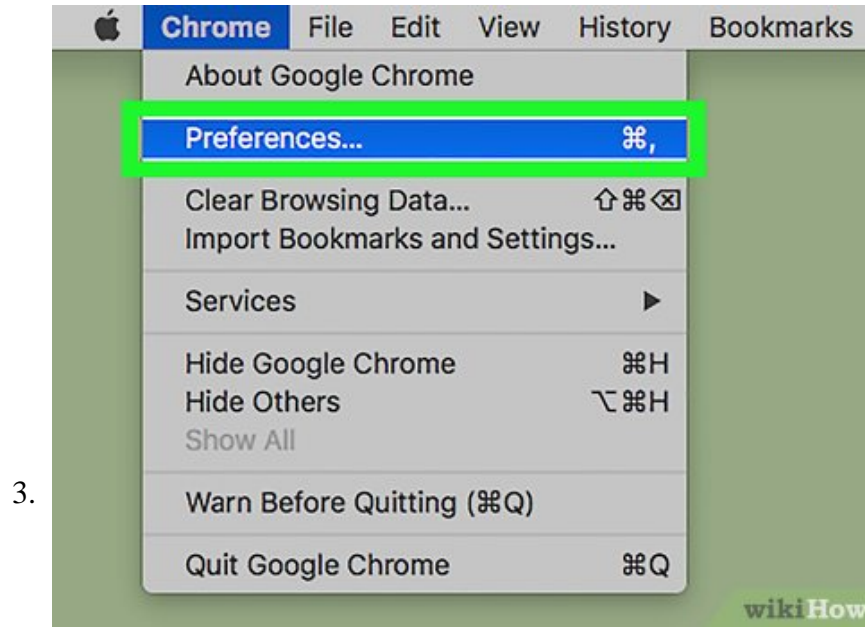 Chrome File Edit View History Bookmarks
About Google Chrome
Preferences... ⌘,
Clear Browsing Data... ⇧⌘⌫
Import Bookmarks and Settings...
Services ▶
Hide Google Chrome ⌘H
Hide Others ⌥⌘H
Show All
3.
Warn Before Quitting (⌘Q)
Quit Google Chrome ⌘Q
wikiHow